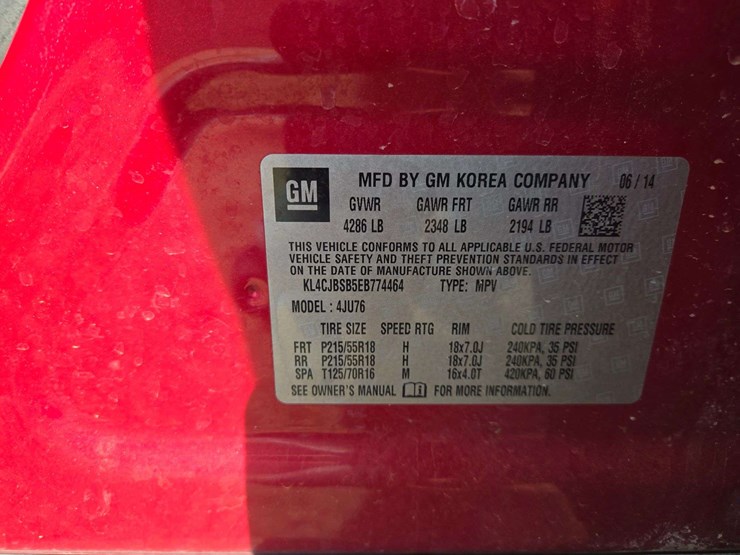 GM
MFD BY GM KOREA COMPANY 06 / 14
GVWR GAWR FRT GAWR RR
4286 LB 2348 LB 2194 LB
THIS VEHICLE CONFORMS TO ALL APPLICABLE U.S. FEDERAL MOTOR
VEHICLE SAFETY AND THEFT PREVENTION STANDARDS IN EFFECT
ON THE DATE OF MANUFACTURE SHOWN ABOVE.
KL4CJBSB5EB774464 TYPE: MPV
MODEL : 4JU76
TIRE SIZE SPEED RTG RIM COLD TIRE PRESSURE
FRT P215/55R18 H 18x7.0J 240KPA, 35 PSI
RR P215/55R18 H 18x7.0J 240KPA, 35 PSI
SPA T125/70R16 M 16x4.0T 420KPA, 60 PSI
SEE OWNER'S MANUAL FOR MORE INFORMATION.